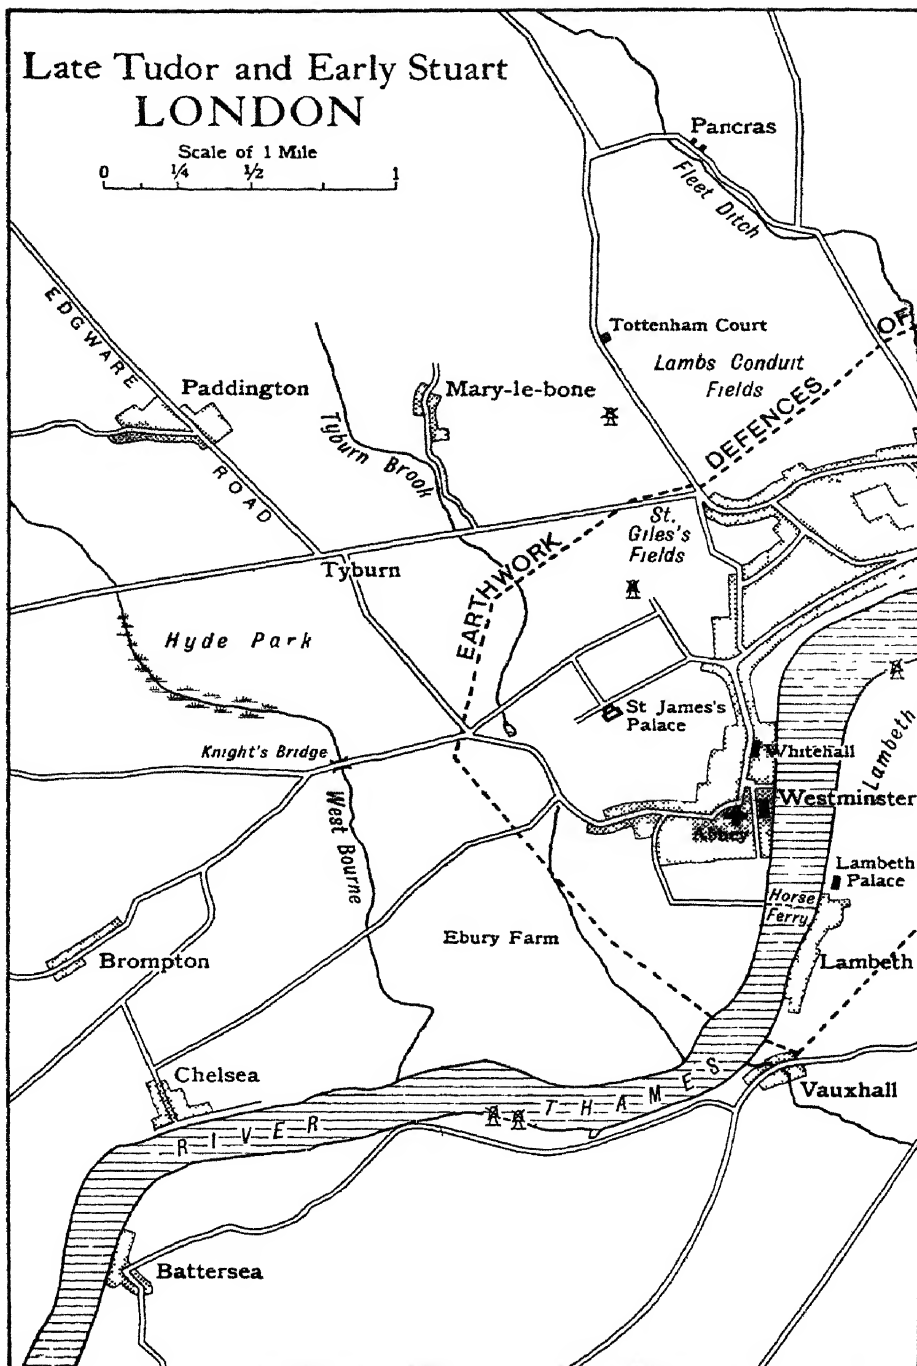 Late Tudor and Early Stuart
LONDON
Scale of 1 Mile
0 ¼ ½ 1
Pancras
Fleet Ditch
EDGWARE ROAD
Tottenham Court
OF
Lambs Conduit
Fields
Paddington
Mary-le-bone
DEFENCES
Tyburn Brook
St.
Giles's
Fields
EARTHWORK
Tyburn
Hyde Park
St James's
Palace
Knight's Bridge
Whitehall
Lambeth
West Bourne
Westminster
Abbey
Lambeth
Palace
Horse
Ferry
Ebury Farm
Brompton
Lambeth
Chelsea
Vauxhall
RIVER THAMES
Battersea